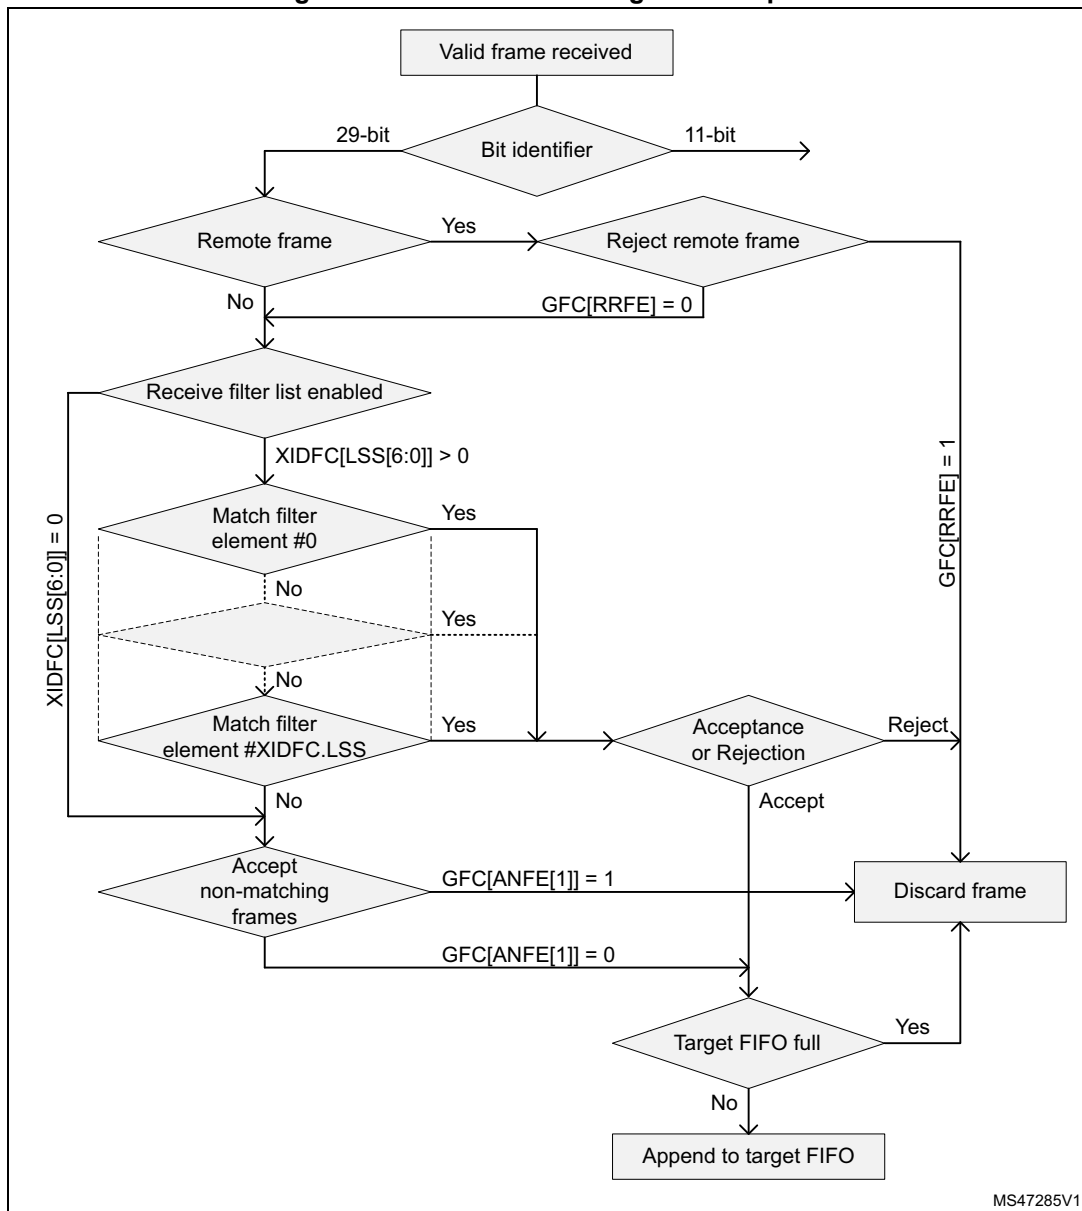 Valid frame received
29-bit
11-bit
Bit identifier
Remote frame
Yes
Reject remote frame
No
GFC[RRFE] = 0
Receive filter list enabled
XIDFC[LSS[6:0]] > 0
GFC[RRFE] = 1
XIDFC[LSS[6:0]] = 0
Match filter
element #0
Yes
No
Yes
No
Match filter
element #XIDFC.LSS
Yes
Acceptance
or Rejection
Reject
No
Accept
Accept
non-matching
frames
GFC[ANFE[1]] = 1
Discard frame
GFC[ANFE[1]] = 0
Target FIFO full
Yes
No
Append to target FIFO
MS47285V1